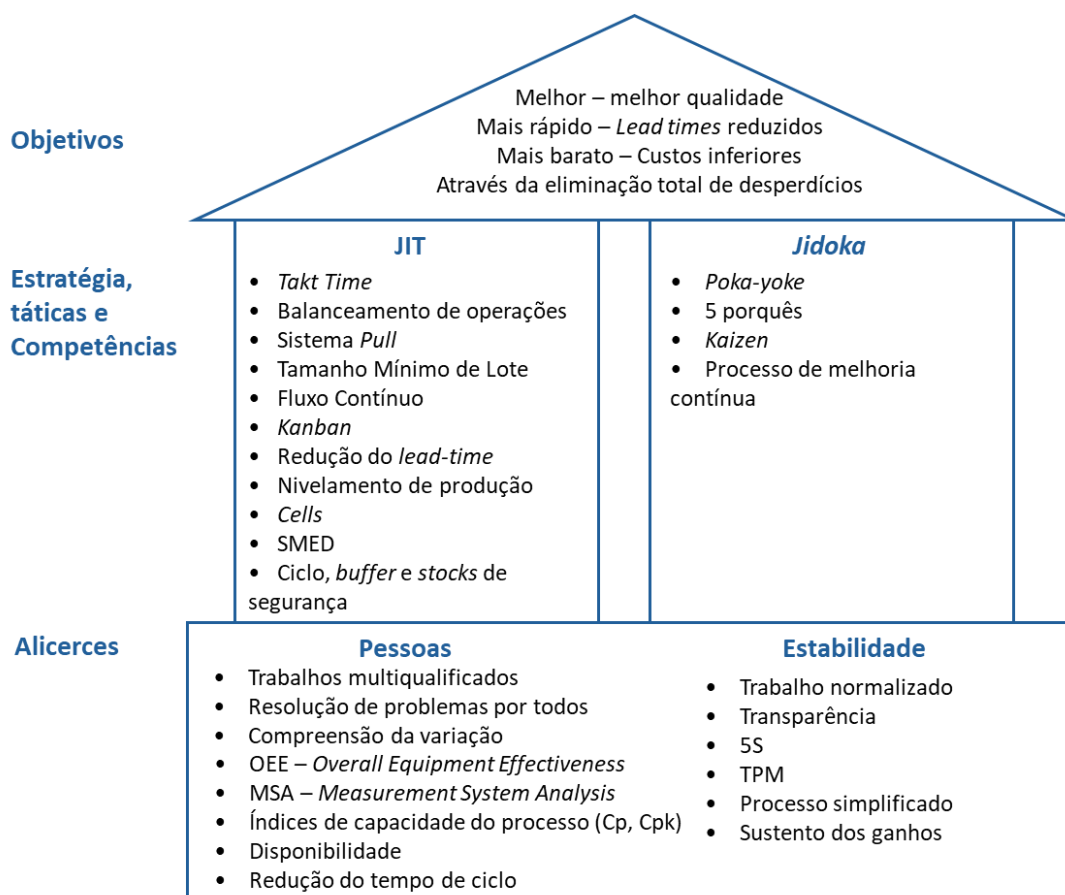 Objetivos
Melhor – melhor qualidade
Mais rápido – Lead times reduzidos
Mais barato – Custos inferiores
Através da eliminação total de desperdícios
Estratégia,
táticas e
Competências
JIT
• Takt Time
• Balanceamento de operações
• Sistema Pull
• Tamanho Mínimo de Lote
• Fluxo Contínuo
• Kanban
• Redução do lead-time
• Nivelamento de produção
• Cells
• SMED
• Ciclo, buffer e stocks de
segurança
Jidoka
• Poka-yoke
• 5 porquês
• Kaizen
• Processo de melhoria
contínua
Alicerces
Pessoas
• Trabalhos multiqualificados
• Resolução de problemas por todos
• Compreensão da variação
• OEE – Overall Equipment Effectiveness
• MSA – Measurement System Analysis
• Índices de capacidade do processo (Cp, Cpk)
• Disponibilidade
• Redução do tempo de ciclo
Estabilidade
• Trabalho normalizado
• Transparência
• 5S
• TPM
• Processo simplificado
• Sustento dos ganhos